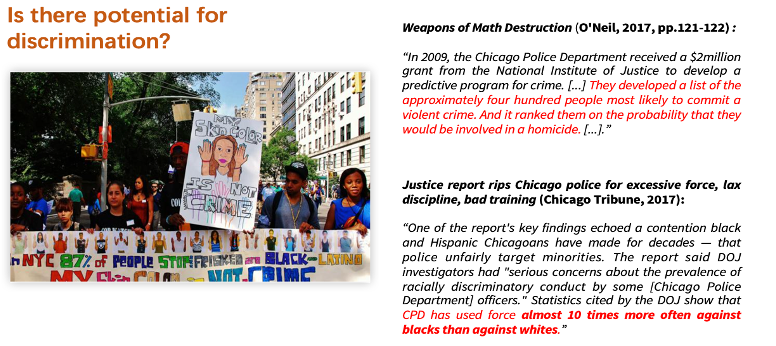 Is there potential for
discrimination?
MY
Skin Color
IS NOT
CRIME
IN NYC 87% OF PEOPLE STOP FRISKED BLACK LATINO
MY COLOR NOT CRIME
Weapons of Math Destruction (O'Neil, 2017, pp.121-122) :
“In 2009, the Chicago Police Department received a $2million
grant from the National Institute of Justice to develop a
predictive program for crime. [...] They developed a list of the
approximately four hundred people most likely to commit a
violent crime. And it ranked them on the probability that they
would be involved in a homicide. [...].”
Justice report rips Chicago police for excessive force, lax
discipline, bad training (Chicago Tribune, 2017):
“One of the report's key findings echoed a contention black
and Hispanic Chicagoans have made for decades — that
police unfairly target minorities. The report said DOJ
investigators had "serious concerns about the prevalence of
racially discriminatory conduct by some [Chicago Police
Department] officers." Statistics cited by the DOJ show that
CPD has used force almost 10 times more often against
blacks than against whites.”